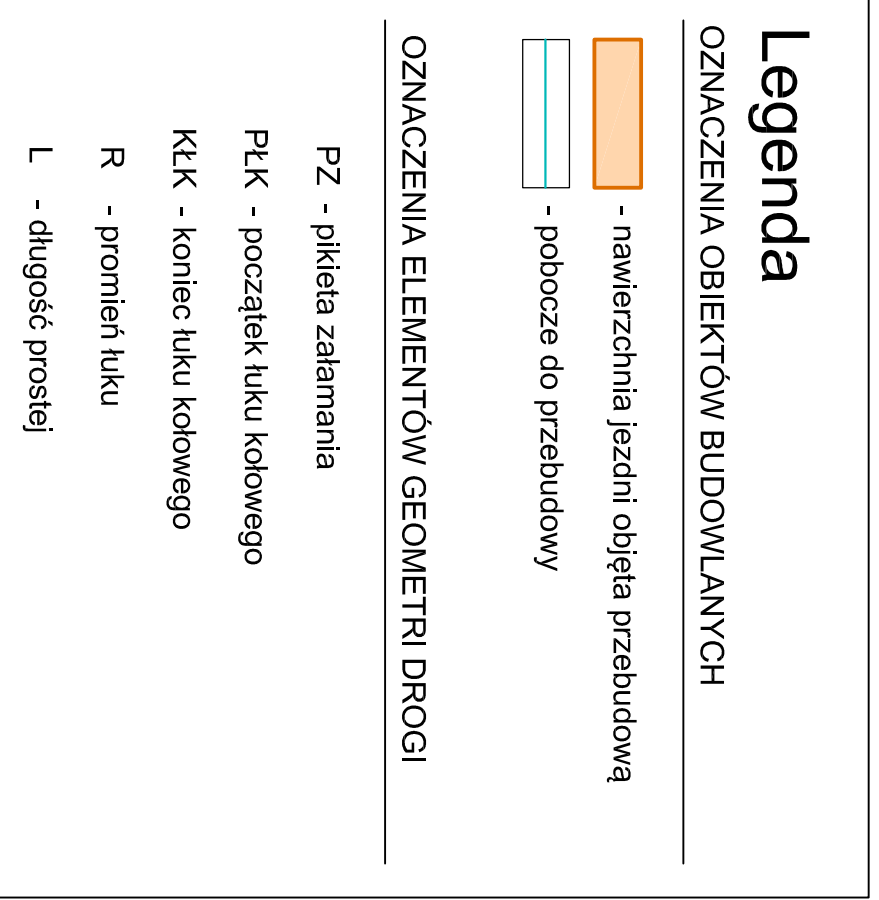 Legenda
OZNACZENIA OBIEKTÓW BUDOWLANYCH
- nawierzchnia jezdni objęta przebudową
- pobocze do przebudowy
OZNACZENIA ELEMENTÓW GEOMETRI DROGI
PZ - pikieta załamania
PŁK - początek łuku kołowego
KŁK - koniec łuku kołowego
R - promień łuku
L - długość prostej